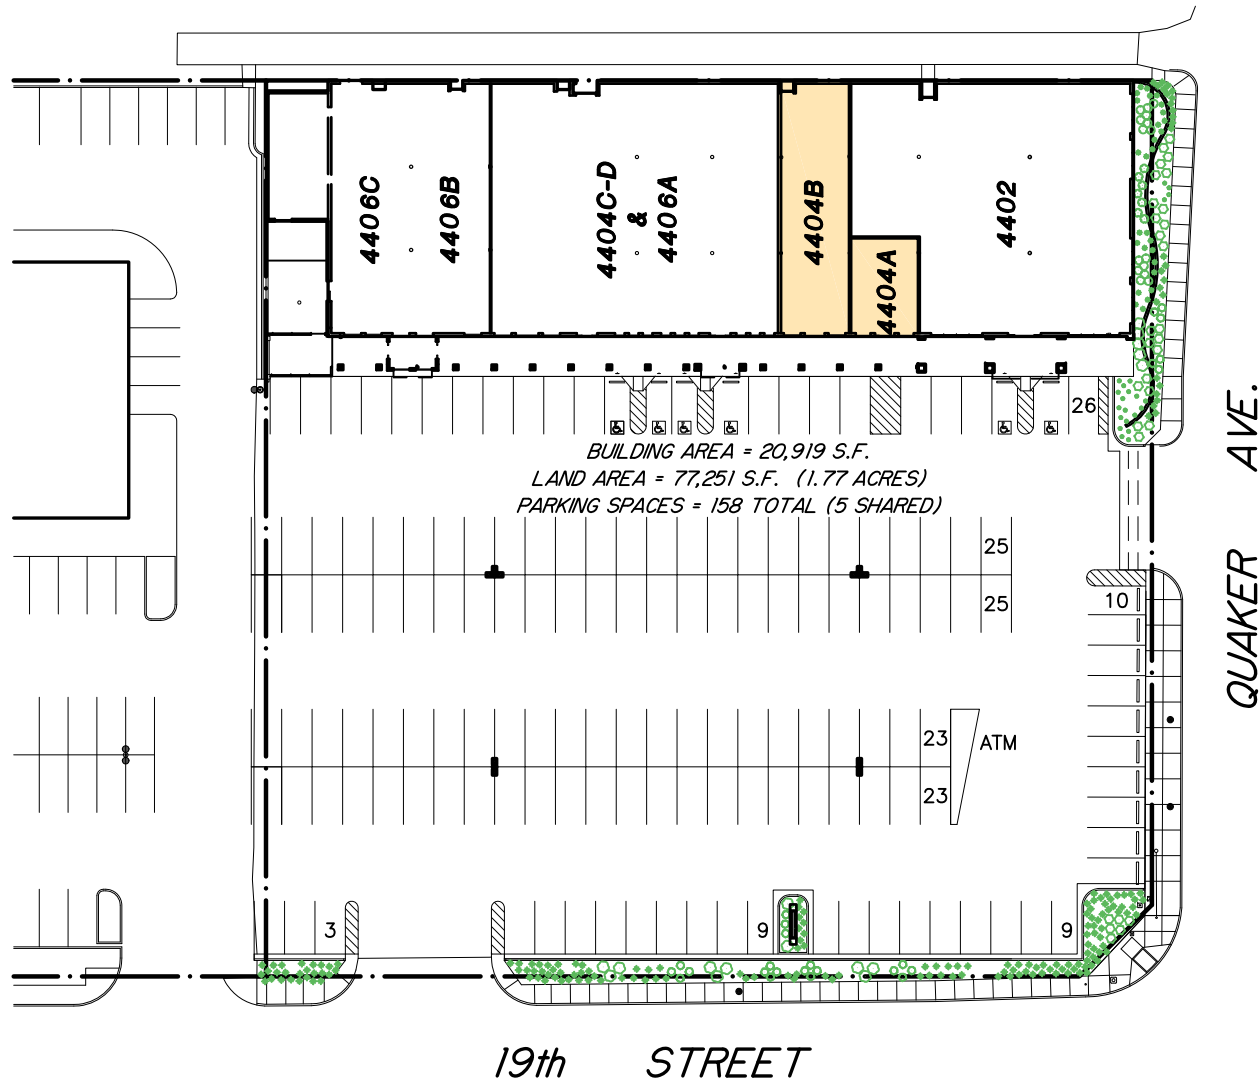 4406C
4406B
4404C-D
&
4406A
4404B
4404A
4402
26
BUILDING AREA = 20,919 S.F.
LAND AREA = 77,251 S.F. (1.77 ACRES)
PARKING SPACES = 158 TOTAL (5 SHARED)
25
25
10
QUAKER AVE.
23
ATM
23
3
9
9
19th STREET